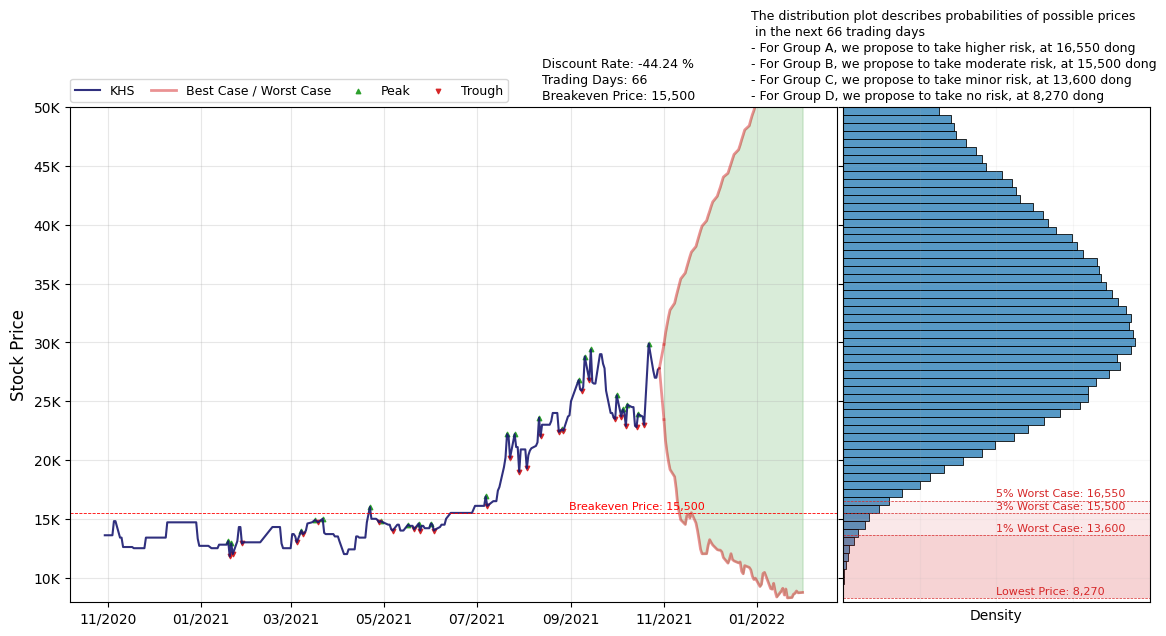 The distribution plot describes probabilities of possible prices
in the next 66 trading days
- For Group A, we propose to take higher risk, at 16,550 dong
- For Group B, we propose to take moderate risk, at 15,500 dong
- For Group C, we propose to take minor risk, at 13,600 dong
- For Group D, we propose to take no risk, at 8,270 dong
Discount Rate: -44.24 %
Trading Days: 66
Breakeven Price: 15,500
KHS
Best Case / Worst Case
Peak
Trough
50K
45K
40K
35K
30K
25K
20K
15K
10K
Stock Price
Breakeven Price: 15,500
5% Worst Case: 16,550
3% Worst Case: 15,500
1% Worst Case: 13,600
Lowest Price: 8,270
11/2020
01/2021
03/2021
05/2021
07/2021
09/2021
11/2021
01/2022
Density